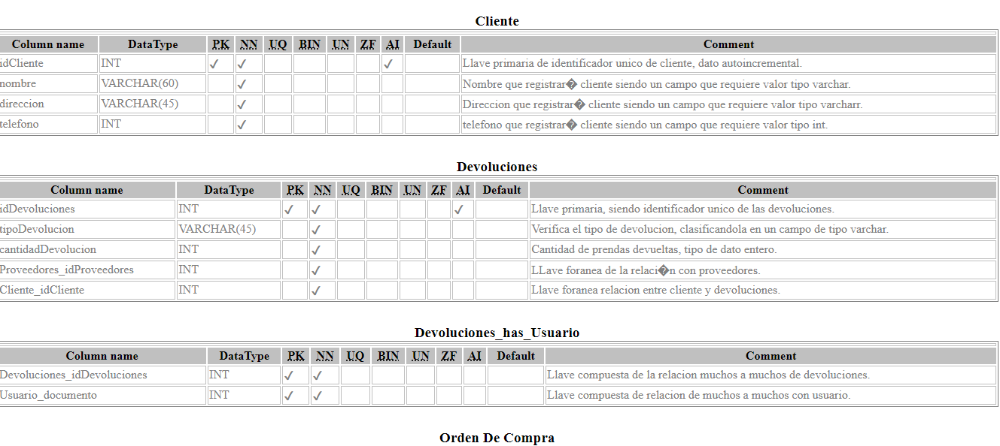 Cliente
Column name DataType PK NN UQ BIN UN ZF AI Default Comment
idCliente INT ✓ ✓ ✓ Llave primaria de identificador unico de cliente, dato autoincremental.
nombre VARCHAR(60) ✓ Nombre que registrar� cliente siendo un campo que requiere valor tipo varchar.
direccion VARCHAR(45) ✓ Direccion que registrar� cliente siendo un campo que requiere valor tipo varcharr.
telefono INT ✓ telefono que registrar� cliente siendo un campo que requiere valor tipo int.
Devoluciones
Column name DataType PK NN UQ BIN UN ZF AI Default Comment
idDevoluciones INT ✓ ✓ ✓ Llave primaria, siendo identificador unico de las devoluciones.
tipoDevolucion VARCHAR(45) ✓ Verifica el tipo de devolucion, clasificandola en un campo de tipo varchar.
cantidadDevolucion INT ✓ Cantidad de prendas devueltas, tipo de dato entero.
Proveedores_idProveedores INT ✓ LLave foranea de la relaci�n con proveedores.
Cliente_idCliente INT ✓ Llave foranea relacion entre cliente y devoluciones.
Devoluciones_has_Usuario
Column name DataType PK NN UQ BIN UN ZF AI Default Comment
Devoluciones_idDevoluciones INT ✓ ✓ Llave compuesta de la relacion muchos a muchos de devoluciones.
Usuario_documento INT ✓ ✓ Llave compuesta de relacion de muchos a muchos con usuario.
Orden De Compra